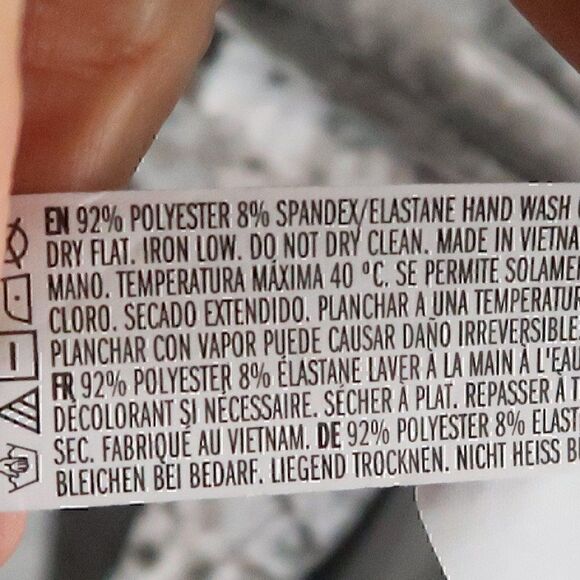 EN 92% POLYESTER 8% SPANDEX/ELASTANE HAND WASH
DRY FLAT. IRON LOW. DO NOT DRY CLEAN. MADE IN VIETNA
MANO. TEMPERATURA MÁXIMA 40 ºC. SE PERMITE SOLAME
CLORO. SECADO EXTENDIDO. PLANCHAR A UNA TEMPERATU
PLANCHAR CON VAPOR PUEDE CAUSAR DAÑO IRREVERSIBLE.
FR 92% POLYESTER 8% ÉLASTANE LAVER À LA MAIN À L'EAU
DÉCOLORANT SI NÉCESSAIRE. SÉCHER À PLAT. REPASSER À T
SEC. FABRIQUÉ AU VIETNAM. DE 92% POLYESTER 8% ELAST
BLEICHEN BEI BEDARF. LIEGEND TROCKNEN. NICHT HEISS B